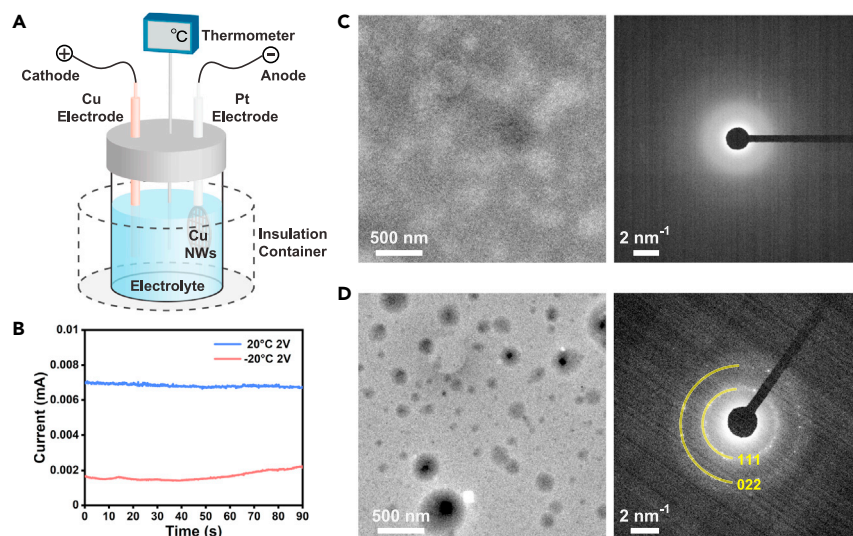 A
°C
Thermometer
+
−
Cathode
Anode
Cu
Electrode
Pt
Electrode
Cu
NWs
Insulation
Container
Electrolyte
B
0.01
0.008
0.006
0.004
0.002
0
Current (mA)
20°C 2V
-20°C 2V
0 10 20 30 40 50 60 70 80 90
Time (s)
C
500 nm
2 nm⁻¹
D
500 nm
111
022
2 nm⁻¹